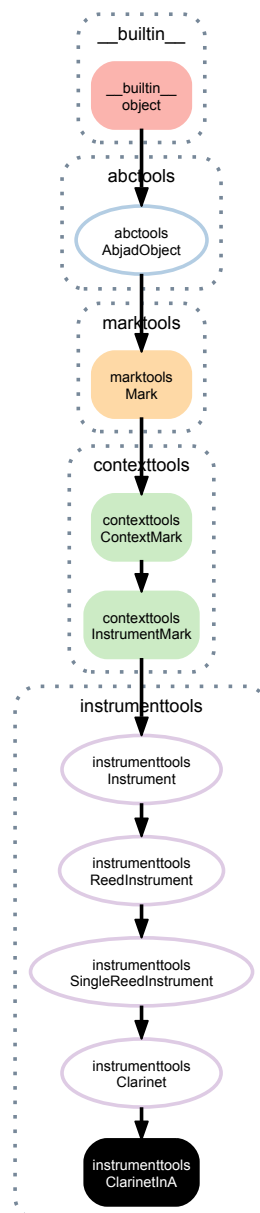 __builtin__
__builtin__
object
abctools
abctools
AbjadObject
marktools
marktools
Mark
contexttools
contexttools
ContextMark
contexttools
InstrumentMark
instrumenttools
instrumenttools
Instrument
instrumenttools
ReedInstrument
instrumenttools
SingleReedInstrument
instrumenttools
Clarinet
instrumenttools
ClarinetInA